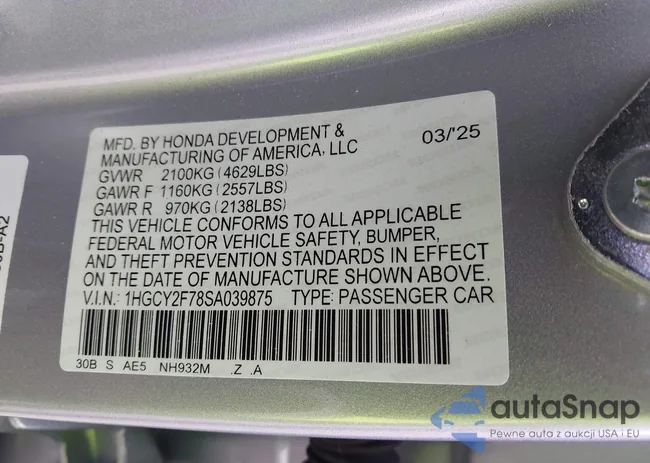 MFD. BY HONDA DEVELOPMENT &
MANUFACTURING OF AMERICA, LLC
03/'25
GVWR 2100KG (4629LBS)
GAWR F 1160KG (2557LBS)
GAWR R 970KG (2138LBS)
THIS VEHICLE CONFORMS TO ALL APPLICABLE
FEDERAL MOTOR VEHICLE SAFETY, BUMPER,
AND THEFT PREVENTION STANDARDS IN EFFECT
ON THE DATE OF MANUFACTURE SHOWN ABOVE.
V.I.N.: 1HGCY2F78SA039875 TYPE: PASSENGER CAR
30B S AE5 NH932M .Z .A
autaSnap
Pewne auta z aukcji USA i EU